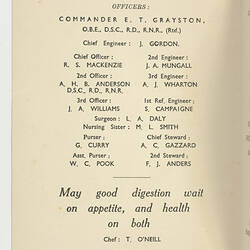 OFFICERS:
COMMANDER E. T. GRAYSTON,
O.B.E., D.S.C., R.D., R.N.R., (Rtd.)
Chief Engineer: J. GORDON.
Chief Officer: 2nd Engineer:
R. S. MACKENZIE J. A. MUNGALL
2nd Officer: 3rd Engineer:
A. H. B. ANDERSON A. J. WHARTON
D.S.C., R.D., R.N.R.
3rd Officer: 1st Ref. Engineer:
J. A. WILLIAMS S. CAMPAIGNE
Surgeon: L. A. DALY
Nursing Sister: M. L. SMITH
Purser: Chief Steward:
G. CURRY A. C. GAZZARD
Asst. Purser: 2nd Steward:
W. C. POOK F. J. ANDERS
May good digestion wait
on appetite, and health
on both
Chef: T. O'NEILL